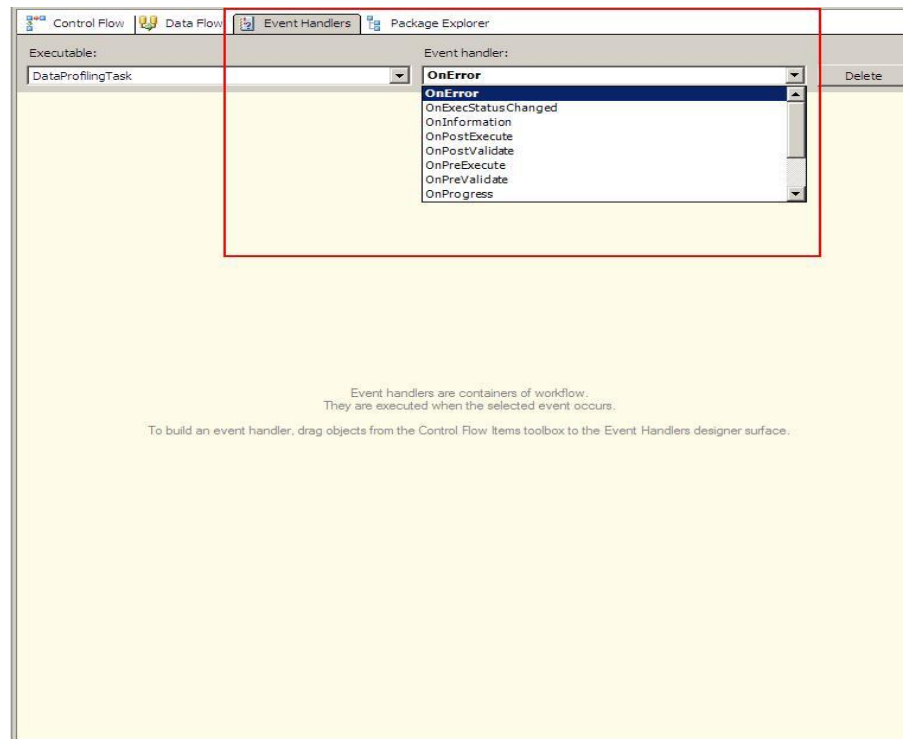 Control Flow Data Flow Event Handlers Package Explorer
Executable: Event handler:
DataProfilingTask OnError Delete
OnError
OnExecStatusChanged
OnInformation
OnPostExecute
OnPostValidate
OnPreExecute
OnPreValidate
OnProgress
Event handlers are containers of workflow.
They are executed when the selected event occurs.
To build an event handler, drag objects from the Control Flow Items toolbox to the Event Handlers designer surface.